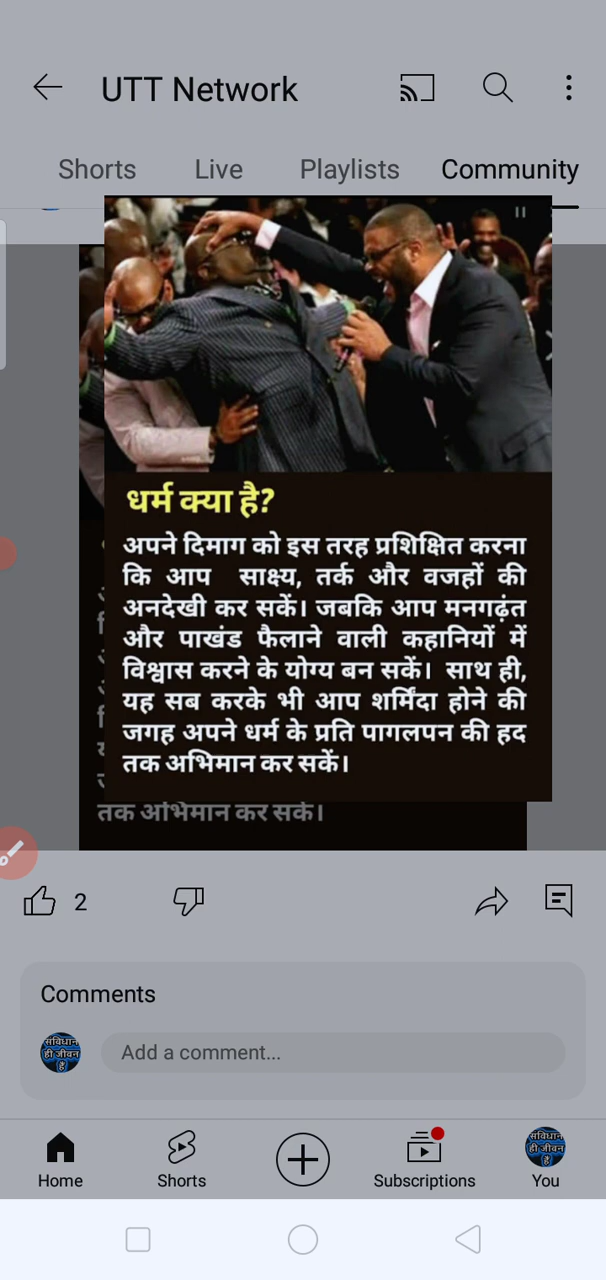 UTT Network
Shorts Live Playlists Community
धर्म क्या है?
अपने दिमाग को इस तरह प्रशिक्षित करना
कि आप साक्ष्य, तर्क और वजहों की
अनदेखी कर सकें। जबकि आप मनगढ़ंत
और पाखंड फैलाने वाली कहानियों में
विश्वास करने के योग्य बन सकें। साथ ही,
यह सब करके भी आप शर्मिंदा होने की
जगह अपने धर्म के प्रति पागलपन की हद
तक अभिमान कर सकें।
तक अभिमान कर सकें।
2
Comments
संविधान
ही जीवन
है
Add a comment...
Home Shorts Subscriptions You
संविधान
ही जीवन
है